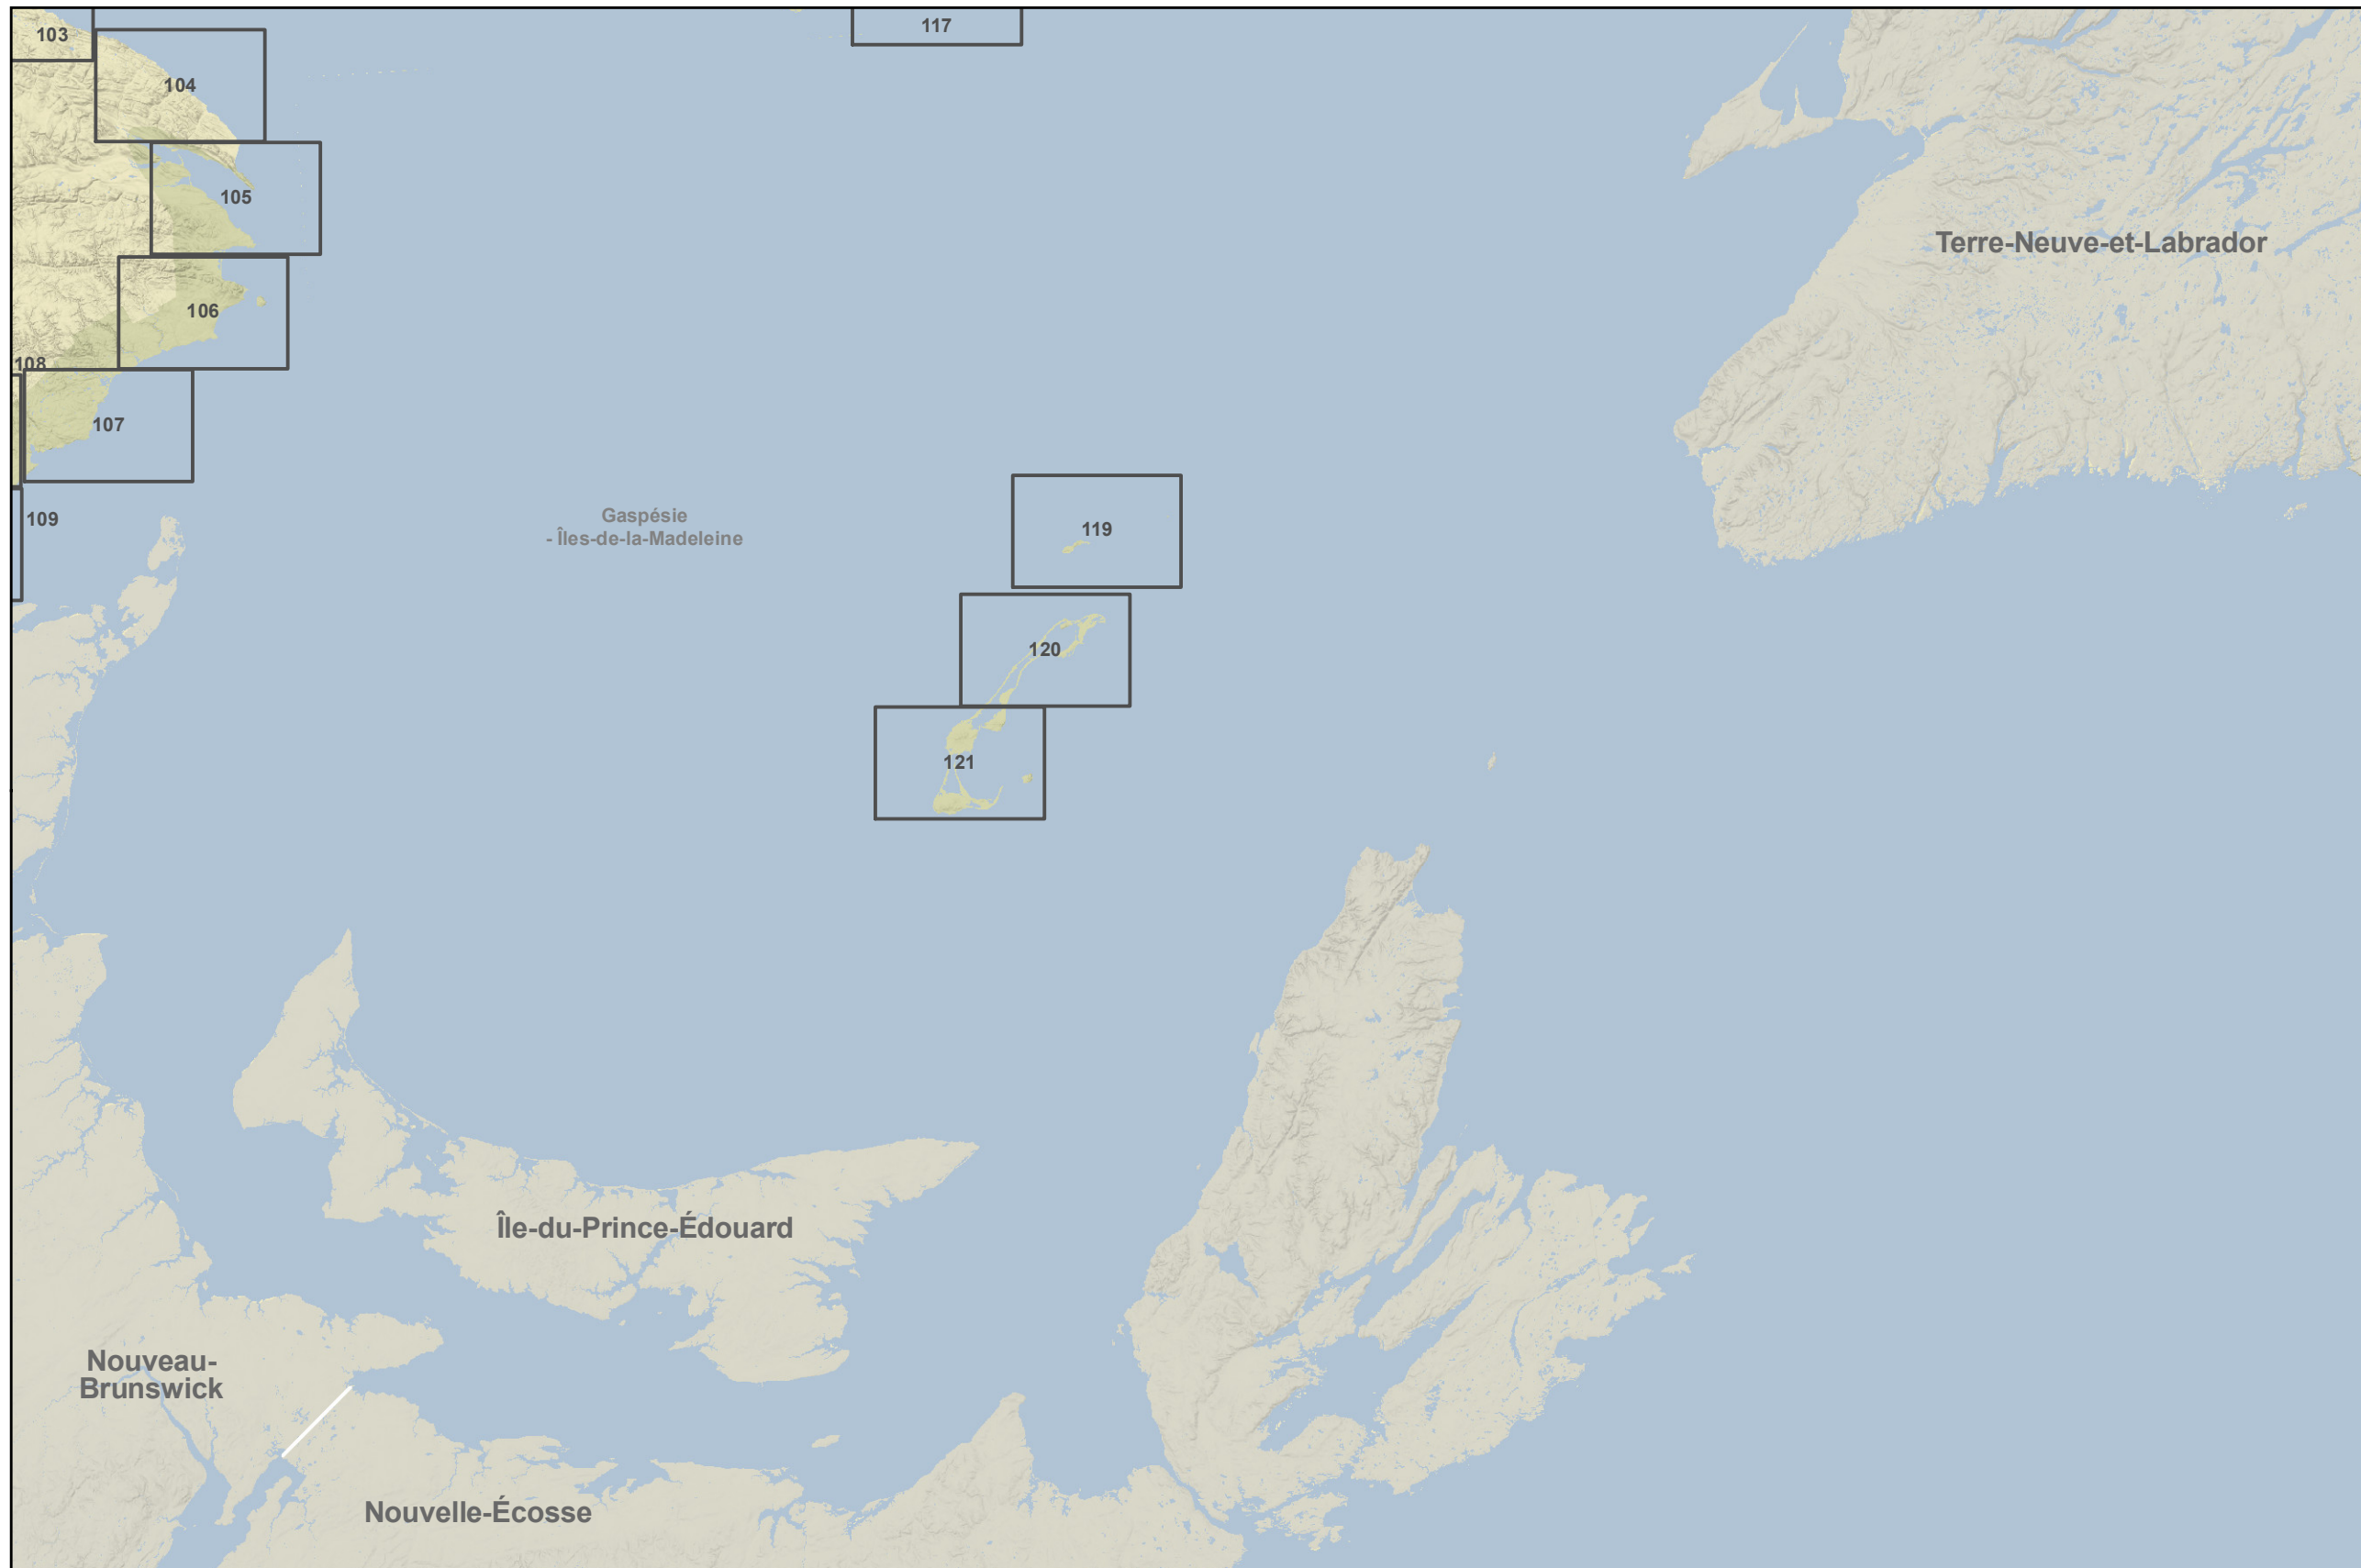 103
117
104
105
Terre-Neuve-et-Labrador
106
108
107
Gaspésie
- Îles-de-la-Madeleine
109
119
120
121
Île-du-Prince-Édouard
Nouveau-
Brunswick
Nouvelle-Écosse